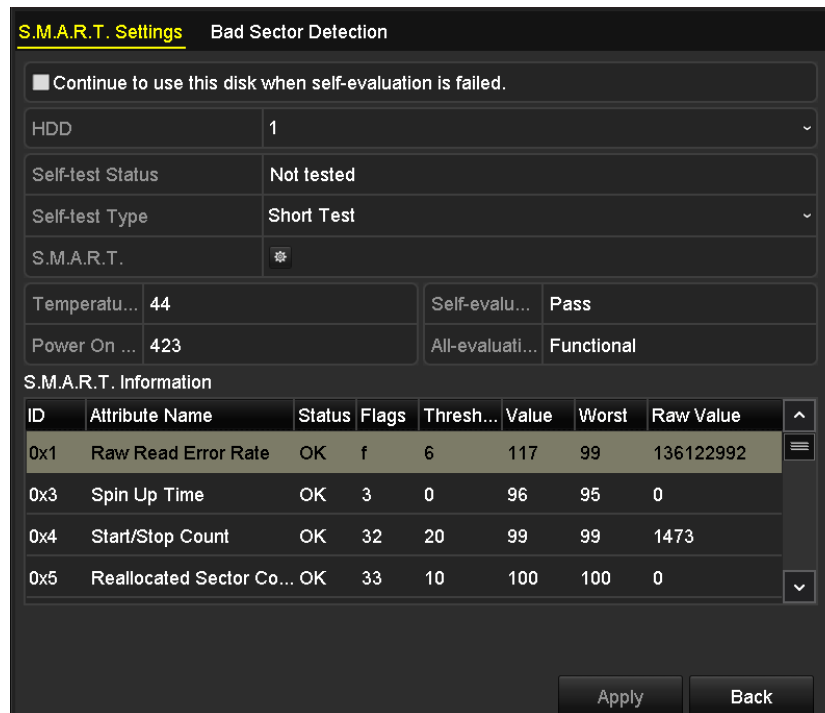 S.M.A.R.T. Settings Bad Sector Detection
Continue to use this disk when self-evaluation is failed.
HDD 1
Self-test Status Not tested
Self-test Type Short Test
S.M.A.R.T.
Temperatu... 44 Self-evalu... Pass
Power On ... 423 All-evaluati... Functional
S.M.A.R.T. Information
ID Attribute Name Status Flags Thresh... Value Worst Raw Value
0x1 Raw Read Error Rate OK f 6 117 99 136122992
0x3 Spin Up Time OK 3 0 96 95 0
0x4 Start/Stop Count OK 32 20 99 99 1473
0x5 Reallocated Sector Co... OK 33 10 100 100 0
Apply Back